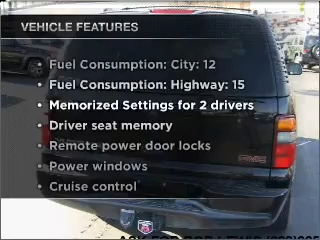 VEHICLE FEATURES
• Fuel Consumption: City: 12
• Fuel Consumption: Highway: 15
• Memorized Settings for 2 drivers
• Driver seat memory
• Remote power door locks
• Power windows
• Cruise control
GMC